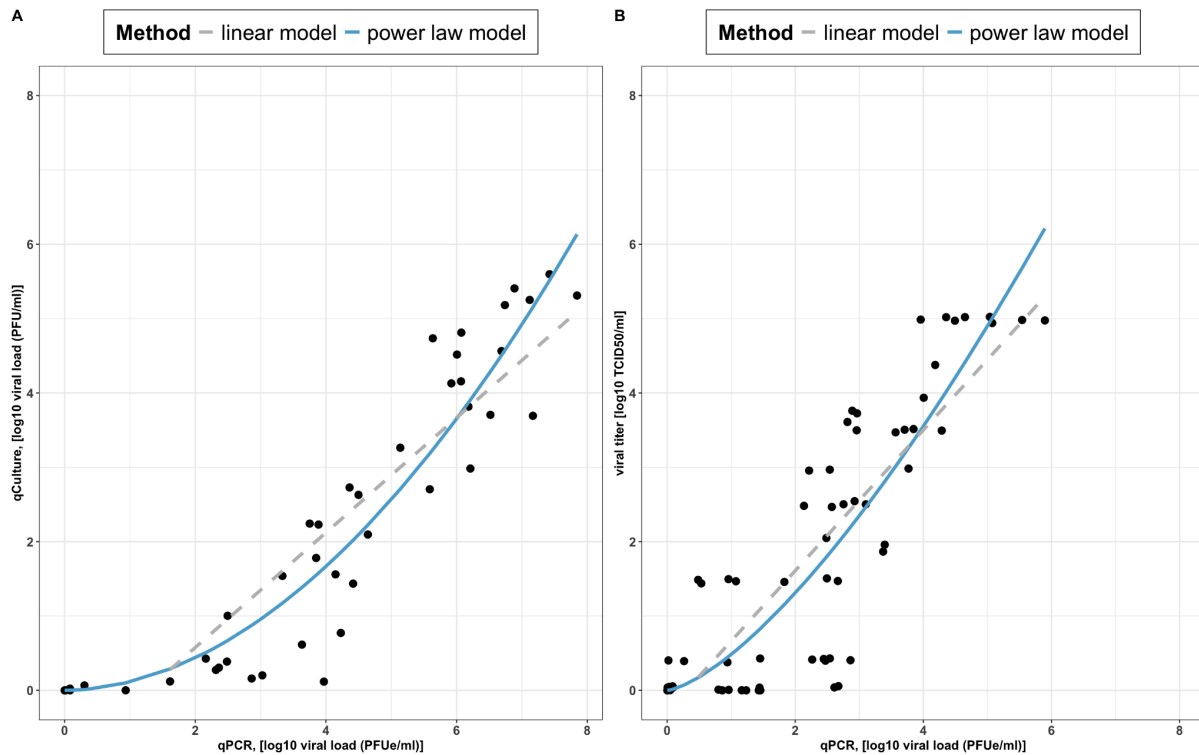 A
Method linear model power law model
8
6
4
2
0
0 2 4 6 8
qCulture, [log10 viral load (PFU/ml)]
qPCR, [log10 viral load (PFUe/ml)]
B
Method linear model power law model
8
6
4
2
0
0 2 4 6 8
viral titer [log10 TCID50/ml]
qPCR, [log10 viral load (PFUe/ml)]